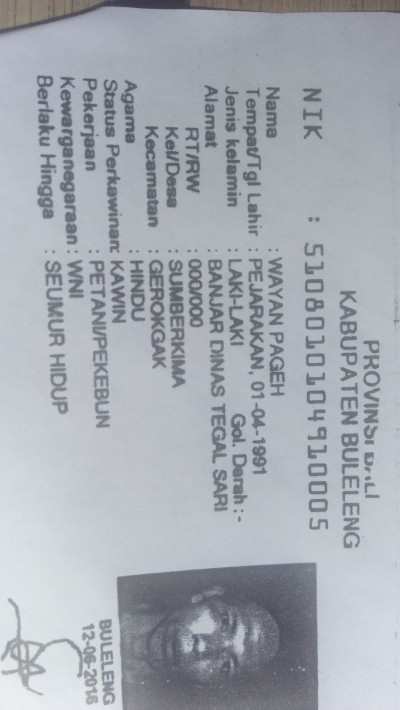 PROVINSI BALI
KABUPATEN BULELENG
NIK : 5108010104910005
Nama : WAYAN PAGEH
Tempat/Tgl Lahir : PEJARAKAN, 01-04-1991
Jenis kelamin : LAKI-LAKI Gol. Darah :-
Alamat : BANJAR DINAS TEGAL SARI
RT/RW : 000/000
Kel/Desa : SUMBERKIMA
Kecamatan : GEROKGAK
Agama : HINDU
Status Perkawinan: KAWIN
Pekerjaan : PETANI/PEKEBUN
Kewarganegaraan : WNI
Berlaku Hingga : SEUMUR HIDUP
BULELENG
12-06-2016